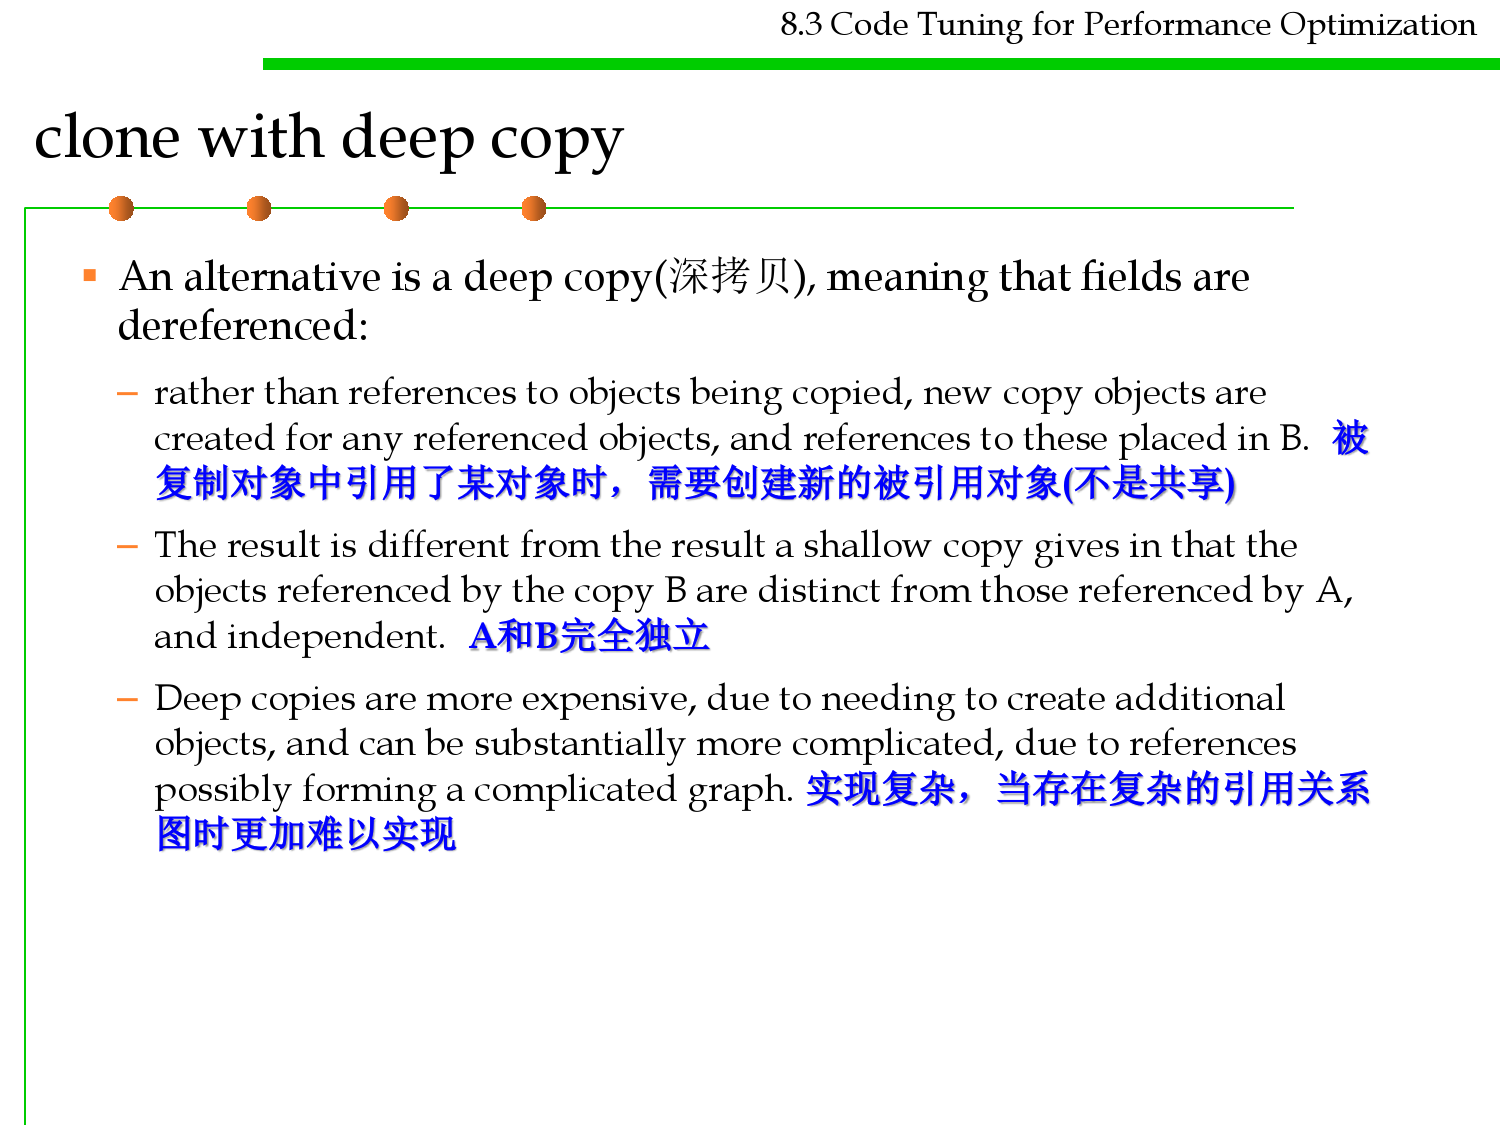 8.3 Code Tuning for Performance Optimization
clone with deep copy
An alternative is a deep copy(深拷贝), meaning that fields are
dereferenced:
– rather than references to objects being copied, new copy objects are
created for any referenced objects, and references to these placed in B. 被
复制对象中引用了某对象时，需要创建新的被引用对象(不是共享)
– The result is different from the result a shallow copy gives in that the
objects referenced by the copy B are distinct from those referenced by A,
and independent. A和B完全独立
– Deep copies are more expensive, due to needing to create additional
objects, and can be substantially more complicated, due to references
possibly forming a complicated graph. 实现复杂，当存在复杂的引用关系
图时更加难以实现